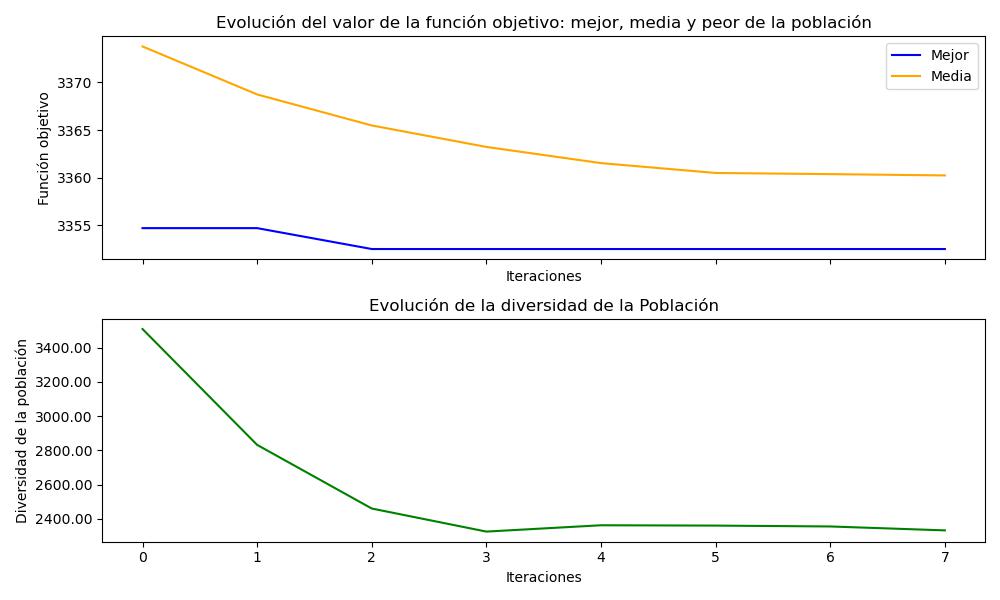 Evolución del valor de la función objetivo: mejor, media y peor de la población
Función objetivo
3370
3365
3360
3355
Mejor
Media
Iteraciones
Evolución de la diversidad de la Población
Diversidad de la población
3400.00
3200.00
3000.00
2800.00
2600.00
2400.00
0 1 2 3 4 5 6 7
Iteraciones